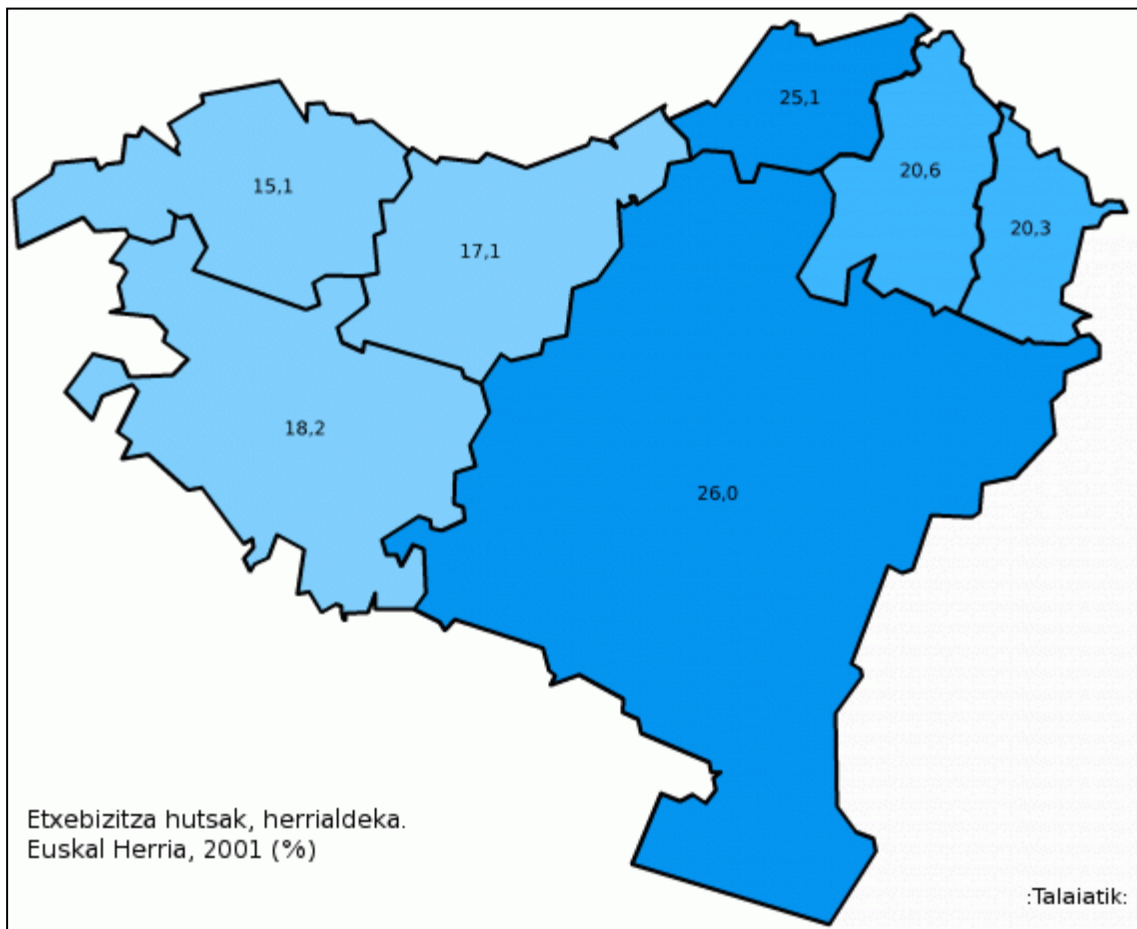 25,1
20,6
15,1
20,3
17,1
18,2
26,0
Etxebizitza hutsak, herrialdeka.
Euskal Herria, 2001 (%)
:Talaiatik: